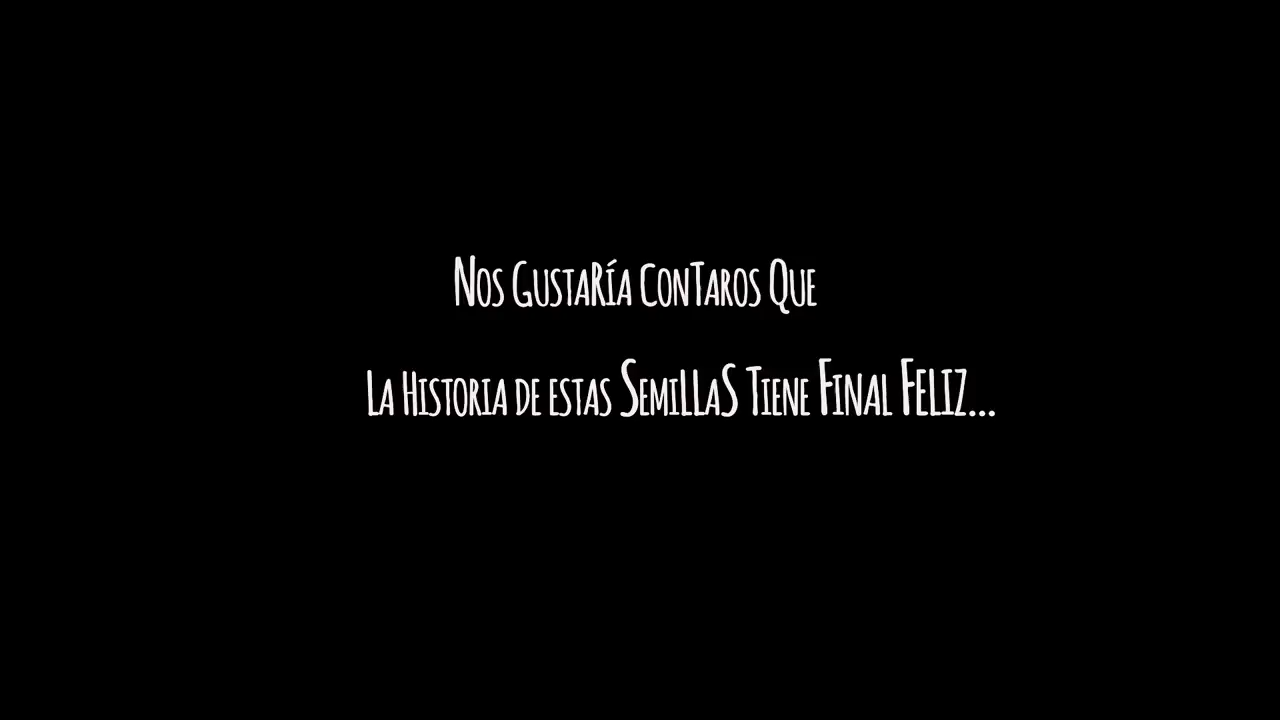 Nos Gustaría contaros Que
La Historia de estas Semillas Tiene Final Feliz...